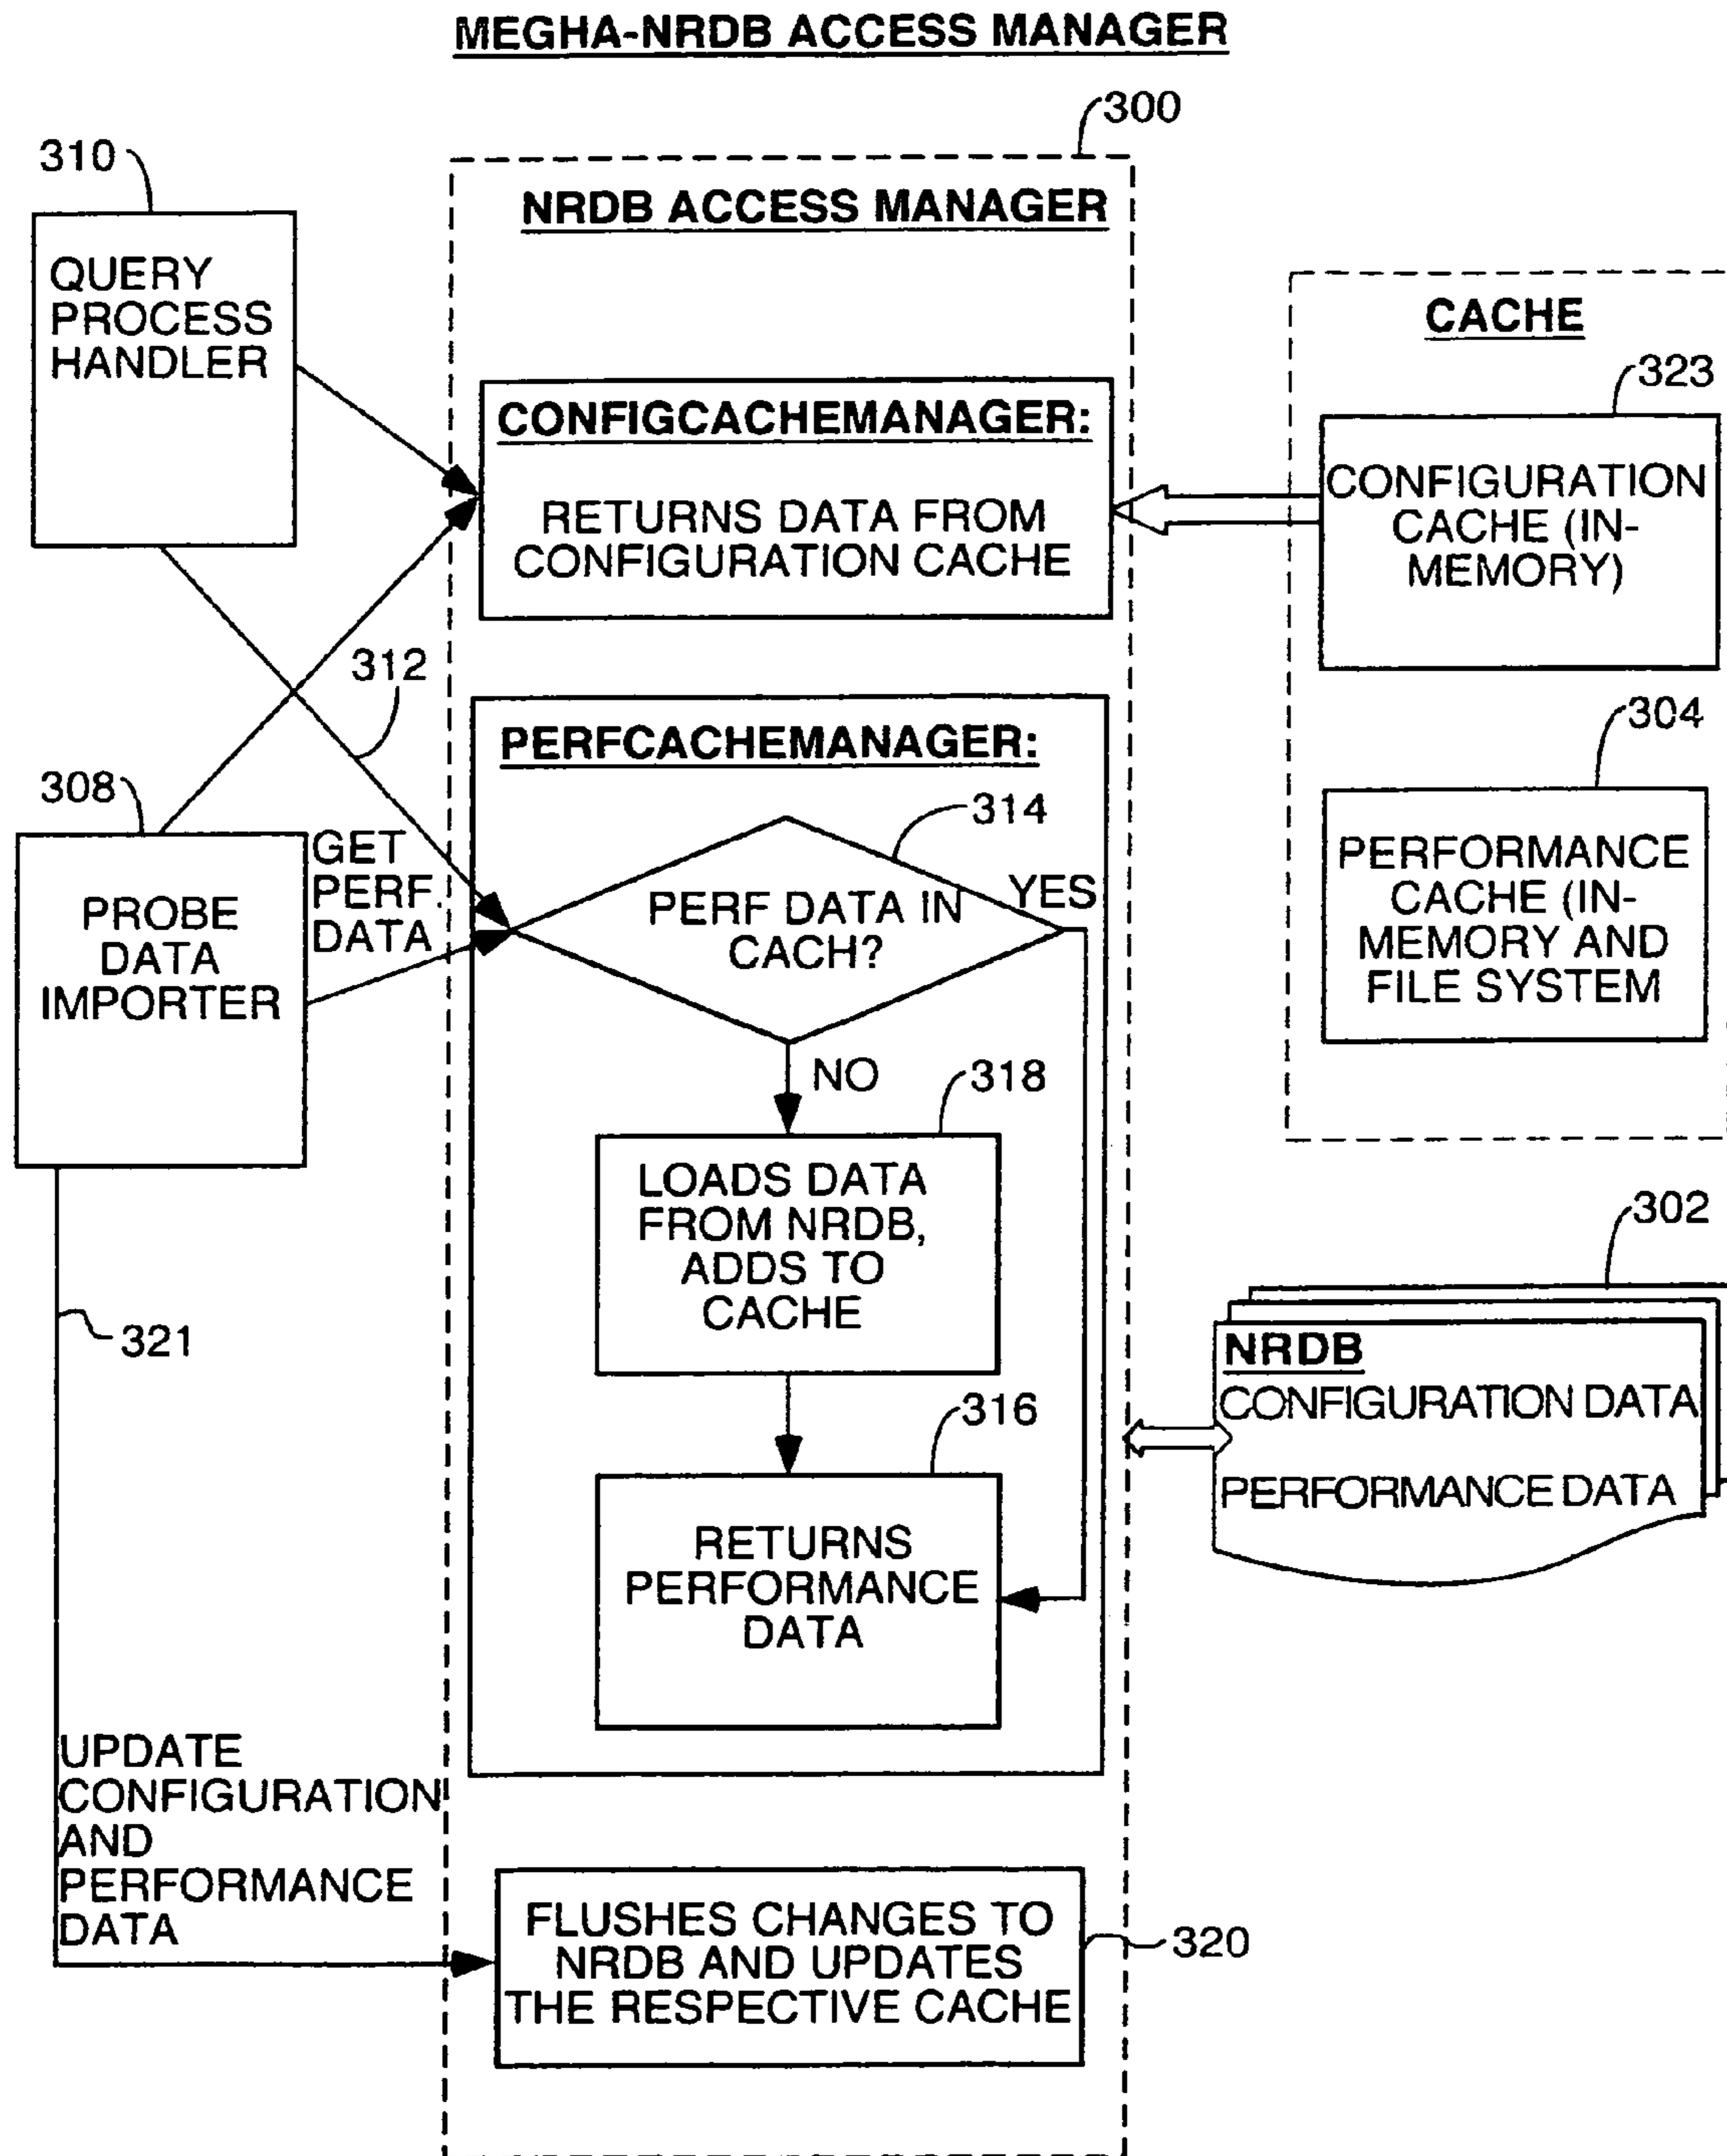 MEGHA-NRDB ACCESS MANAGER
300
310
NRDB ACCESS MANAGER
QUERY
PROCESS
HANDLER
CACHE
323
CONFIGCACHEMANAGER:
RETURNS DATA FROM
CONFIGURATION CACHE
CONFIGURATION
CACHE (IN-
MEMORY)
312
304
PERFCACHEMANAGER:
308
314
GET
PERF.
DATA
PROBE
DATA
IMPORTER
PERF DATA IN
CACH?
YES
PERFORMANCE
CACHE (IN-
MEMORY AND
FILE SYSTEM
NO
318
LOADS DATA
FROM NRDB,
ADDS TO
CACHE
302
321
NRDB
CONFIGURATION DATA
PERFORMANCE DATA
316
RETURNS
PERFORMANCE
DATA
UPDATE
CONFIGURATION
AND
PERFORMANCE
DATA
FLUSHES CHANGES TO
NRDB AND UPDATES
THE RESPECTIVE CACHE
320